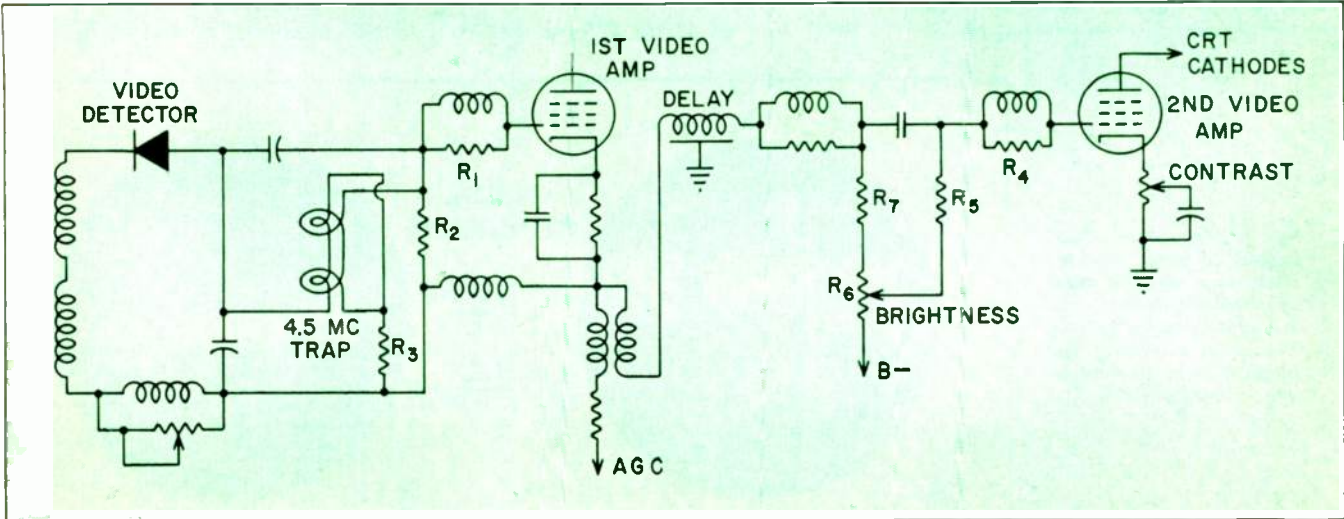 VIDEO
DETECTOR
4.5 MC
TRAP
R3
R2
R1
1ST VIDEO
AMP
AGC
DELAY
R7
R6
BRIGHTNESS
B-
R5
R4
CRT
CATHODES
2ND VIDEO
AMP
CONTRAST